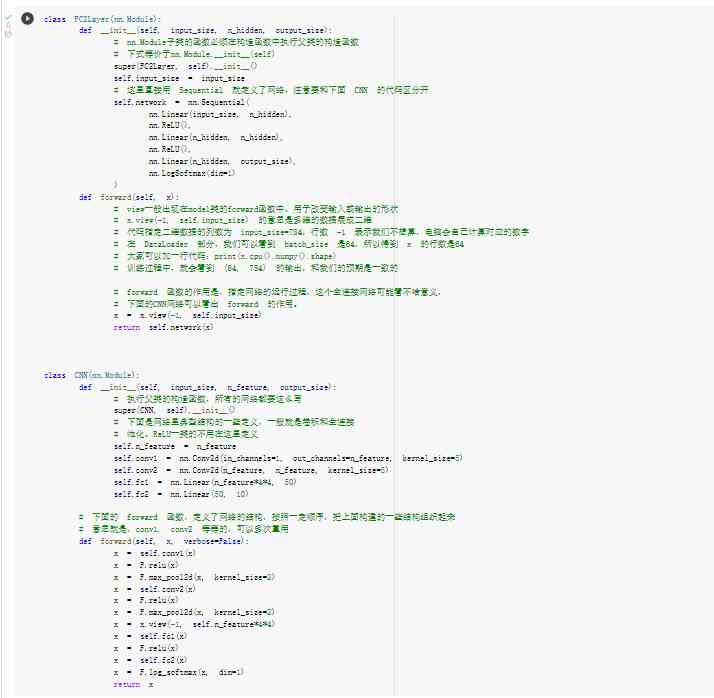 class FC2Layer(nn.Module):
def __init__(self, input_size, n_hidden, output_size):
# nn.Module子类的函数必须在构造函数中执行父类的构造函数
# 下式等价于nn.Module.__init__(self)
super(FC2Layer, self).__init__()
self.input_size = input_size
# 这里直接用 Sequential 就定义了网络，注意要和下面 CNN 的代码区分开
self.network = nn.Sequential(
nn.Linear(input_size, n_hidden),
nn.ReLU(),
nn.Linear(n_hidden, n_hidden),
nn.ReLU(),
nn.Linear(n_hidden, output_size),
nn.LogSoftmax(dim=1)
)
def forward(self, x):
# view一般出现在model类的forward函数中，用于改变输入或输出的形状
# x.view(-1, self.input_size) 的意思是多维的数据展成二维
# 代码指定二维数据的列数为 input_size=784，行数 -1 表示我们不想算，电脑会自己计算对应的数字
# 在 DataLoader 部分，我们可以看到 batch_size 是64，所以得到 x 的行数是64
# 大家可以加一行代码：print(x.cpu().numpy().shape)
# 训练过程中，就会看到 (64, 784) 的输出，和我们的预期是一致的
# forward 函数的作用是，指定网络的运行过程，这个全连接网络可能看不啥意义，
# 下面的CNN网络可以看出 forward 的作用。
x = x.view(-1, self.input_size)
return self.network(x)
class CNN(nn.Module):
def __init__(self, input_size, n_feature, output_size):
# 执行父类的构造函数，所有的网络都要这么写
super(CNN, self).__init__()
# 下面是网络里典型结构的一些定义，一般就是卷积和全连接
# 池化、ReLU一类的不用在这里定义
self.n_feature = n_feature
self.conv1 = nn.Conv2d(in_channels=1, out_channels=n_feature, kernel_size=5)
self.conv2 = nn.Conv2d(n_feature, n_feature, kernel_size=5)
self.fc1 = nn.Linear(n_feature*4*4, 50)
self.fc2 = nn.Linear(50, 10)
# 下面的 forward 函数，定义了网络的结构，按照一定顺序，把上面构建的一些结构组织起来
# 意思就是，conv1, conv2 等等的，可以多次重用
def forward(self, x, verbose=False):
x = self.conv1(x)
x = F.relu(x)
x = F.max_pool2d(x, kernel_size=2)
x = self.conv2(x)
x = F.relu(x)
x = F.max_pool2d(x, kernel_size=2)
x = x.view(-1, self.n_feature*4*4)
x = self.fc1(x)
x = F.relu(x)
x = self.fc2(x)
x = F.log_softmax(x, dim=1)
return x